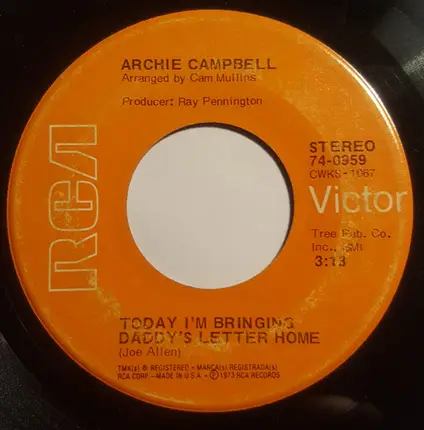 ARCHIE CAMPBELL
Arranged by Cam Mullins
Producer: Ray Pennington
RCA
STEREO
74-0959
CWKS-1067
Victor
Tree Pub. Co.
Inc., BMI
3:13
TODAY I'M BRINGING
DADDY'S LETTER HOME
(Joe Allen)
TMK(s) ® REGISTERED • MARCA(S) REGISTRADA(S)
RCA CORP.—MADE IN U.S.A. • ℗ 1973 RCA RECORDS